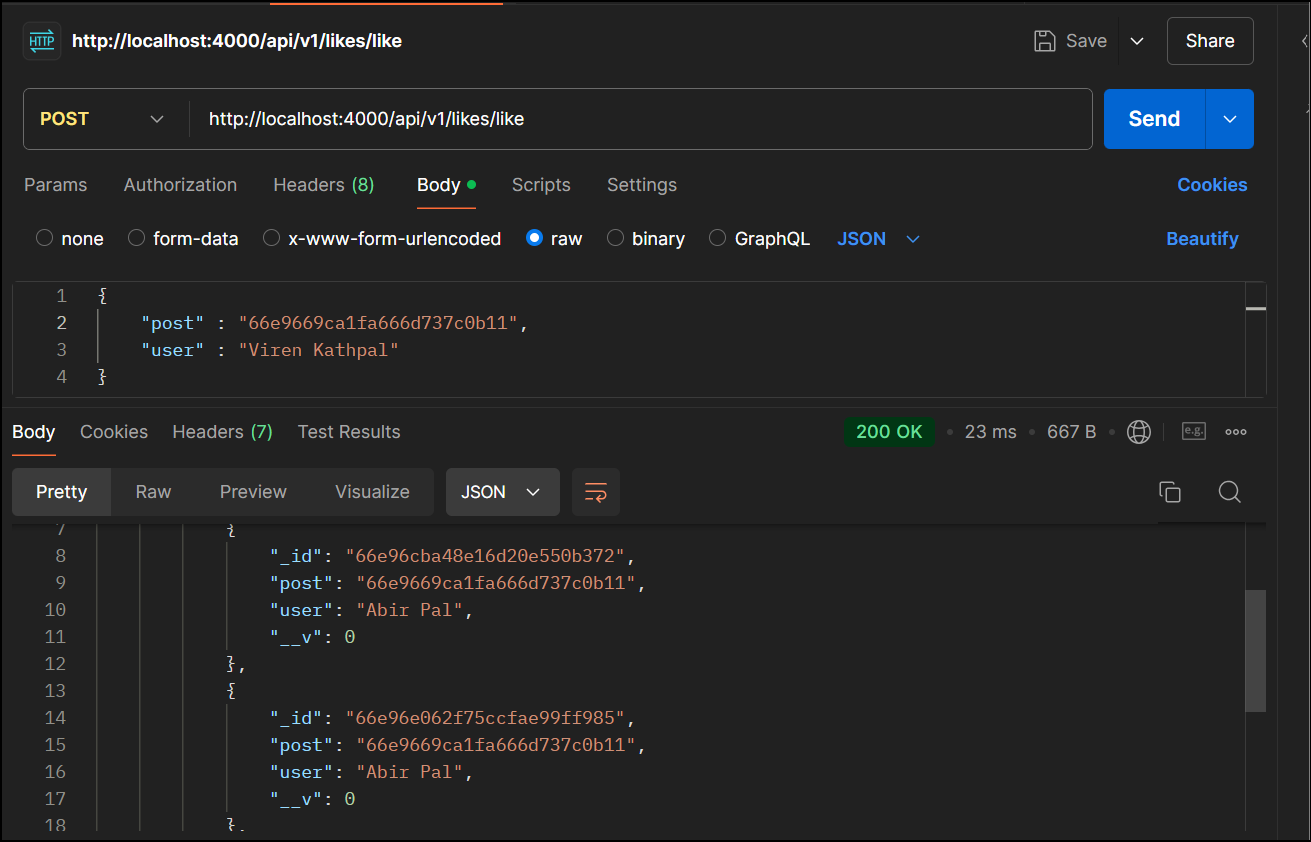 HTTP http://localhost:4000/api/v1/likes/like Save Share
POST http://localhost:4000/api/v1/likes/like Send
Params Authorization Headers (8) Body Scripts Settings Cookies
none form-data x-www-form-urlencoded raw binary GraphQL JSON Beautify
1 {
2 "post" : "66e9669ca1fa666d737c0b11",
3 "user" : "Viren Kathpal"
4 }
Body Cookies Headers (7) Test Results 200 OK 23 ms 667 B e.g.
Pretty Raw Preview Visualize JSON
7 {
8 "_id": "66e96cba48e16d20e550b372",
9 "post": "66e9669ca1fa666d737c0b11",
10 "user": "Abir Pal",
11 "__v": 0
12 },
13 {
14 "_id": "66e96e062f75ccfae99ff985",
15 "post": "66e9669ca1fa666d737c0b11",
16 "user": "Abir Pal",
17 "__v": 0
18 },